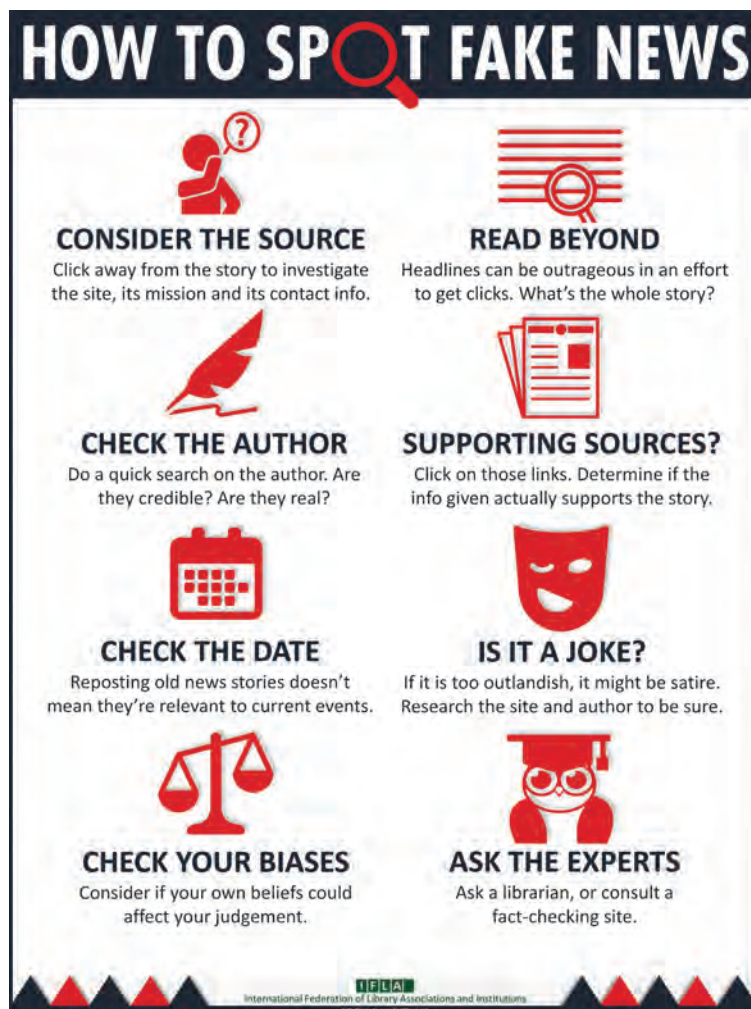 HOW TO SPOT FAKE NEWS
?
CONSIDER THE SOURCE
Click away from the story to investigate
the site, its mission and its contact info.
READ BEYOND
Headlines can be outrageous in an effort
to get clicks. What's the whole story?
CHECK THE AUTHOR
Do a quick search on the author. Are
they credible? Are they real?
SUPPORTING SOURCES?
Click on those links. Determine if the
info given actually supports the story.
CHECK THE DATE
Reposting old news stories doesn't
mean they're relevant to current events.
IS IT A JOKE?
If it is too outlandish, it might be satire.
Research the site and author to be sure.
CHECK YOUR BIASES
Consider if your own beliefs could
affect your judgement.
ASK THE EXPERTS
Ask a librarian, or consult a
fact-checking site.
IFLA
International Federation of Library Associations and Institutions